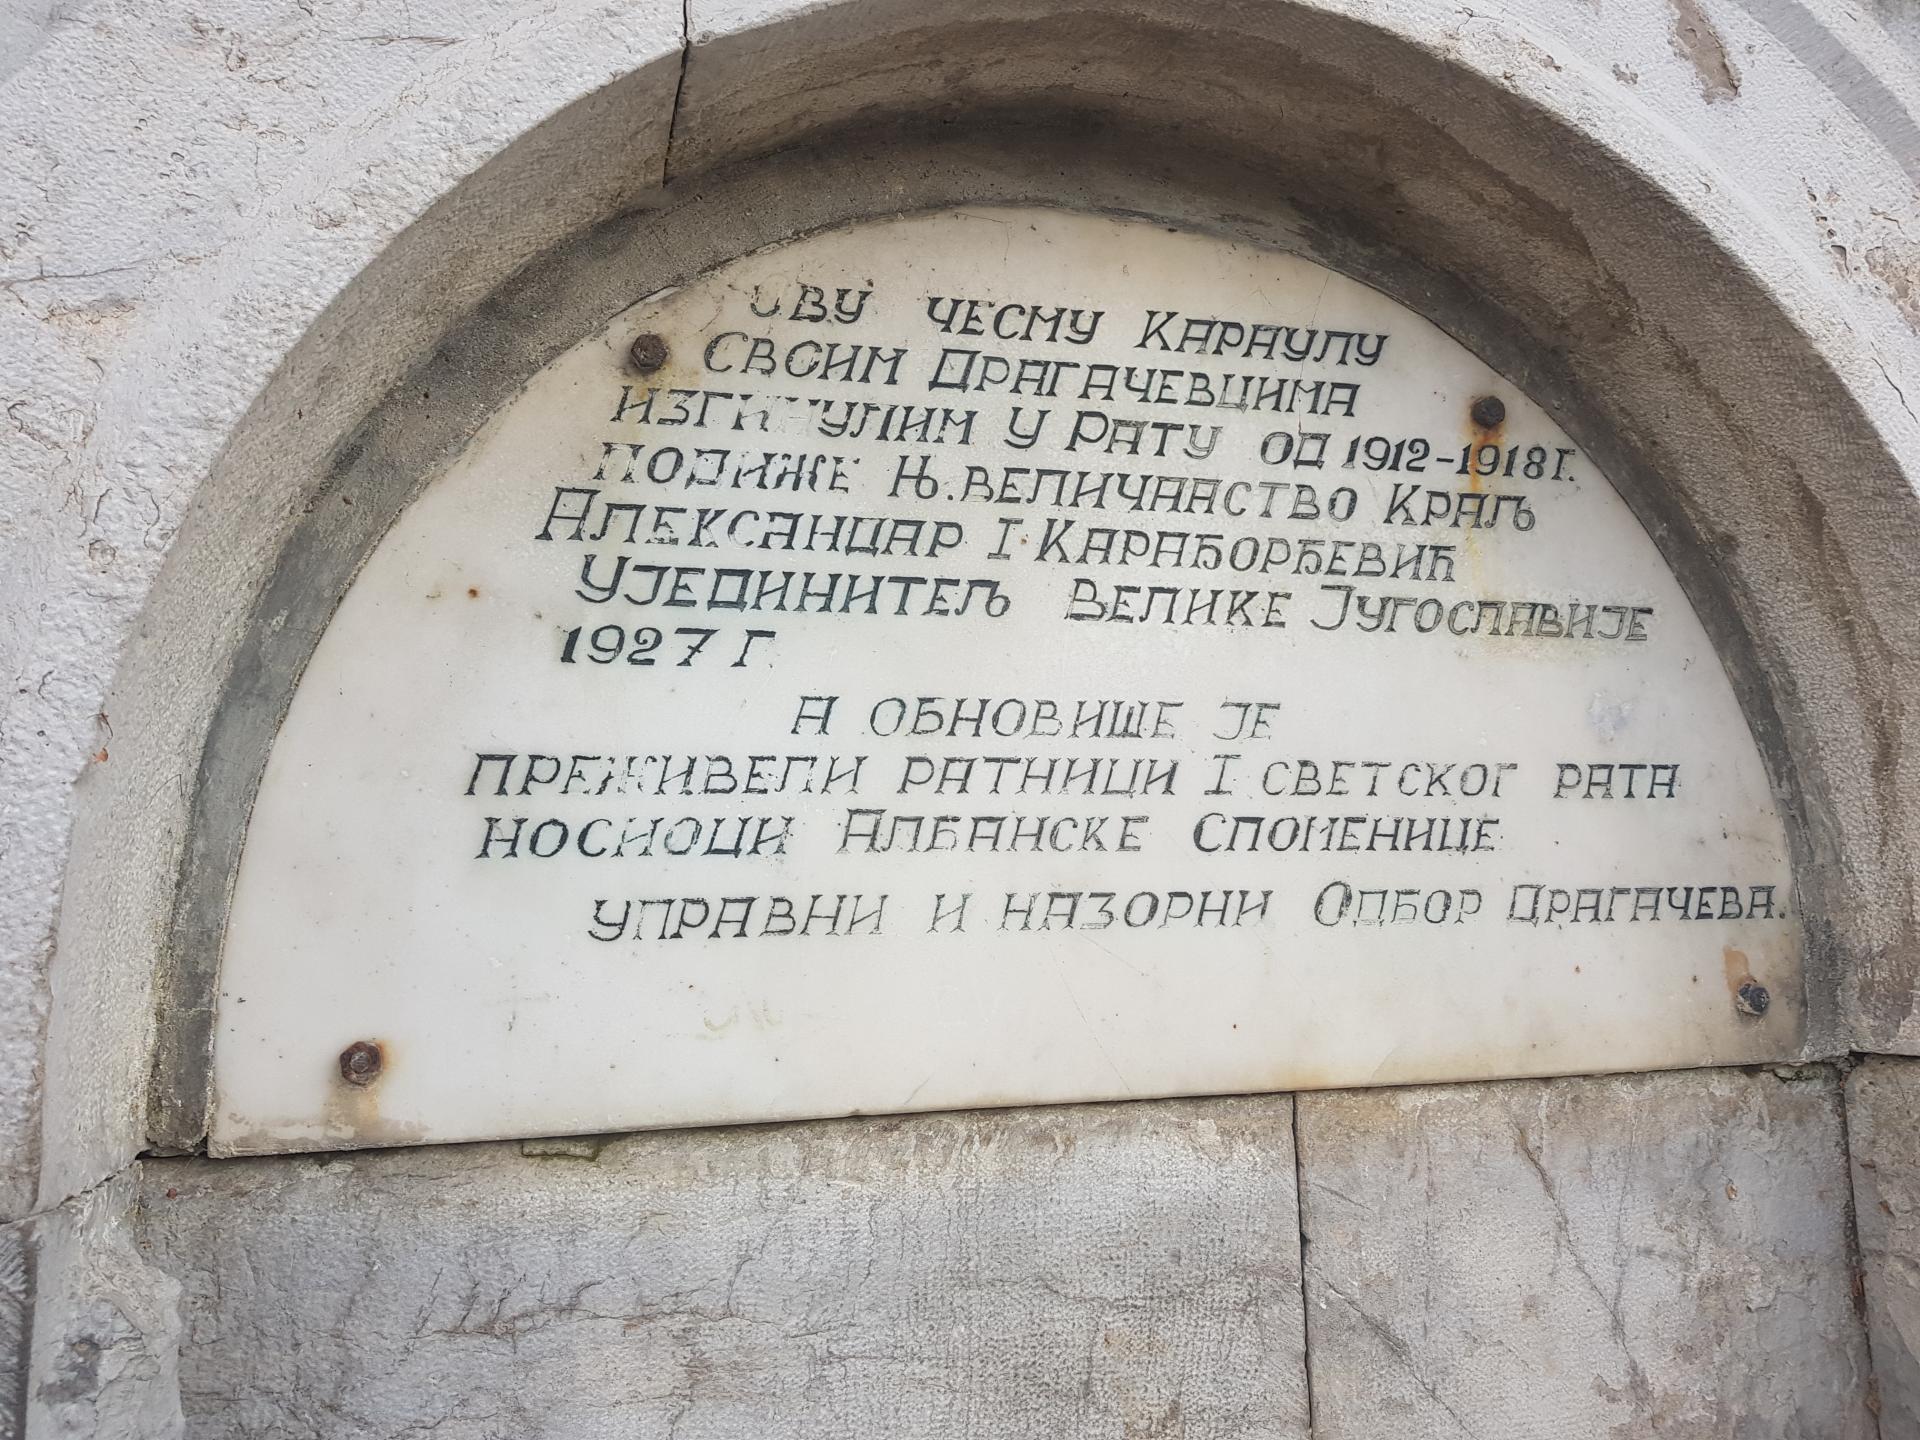 ОВУ ЧЕСМУ КАРАУЛУ
СВОИМ ДРАГАЧЕВЦИМА
ИЗГИНУЛИМ У РАТУ ОД 1912-1918 Г.
ПОДИЖЕ Њ. ВЕЛИЧАНСТВО КРАЉ
АЛЕКСАНДАР I КАРАЂОРЂЕВИЋ
УЈЕДИНИТЕЉ ВЕЛИКЕ ЈУГОСЛАВИЈЕ
1927 Г.
А ОБНОВИШЕ ЈЕ
ПРЕЖИВЕЛИ РАТНИЦИ I СВЕТСКОГ РАТА
НОСИОЦИ АЛБАНСКЕ СПОМЕНИЦЕ
УПРАВНИ И НАЗОРНИ ОДБОР ДРАГАЧЕВА.